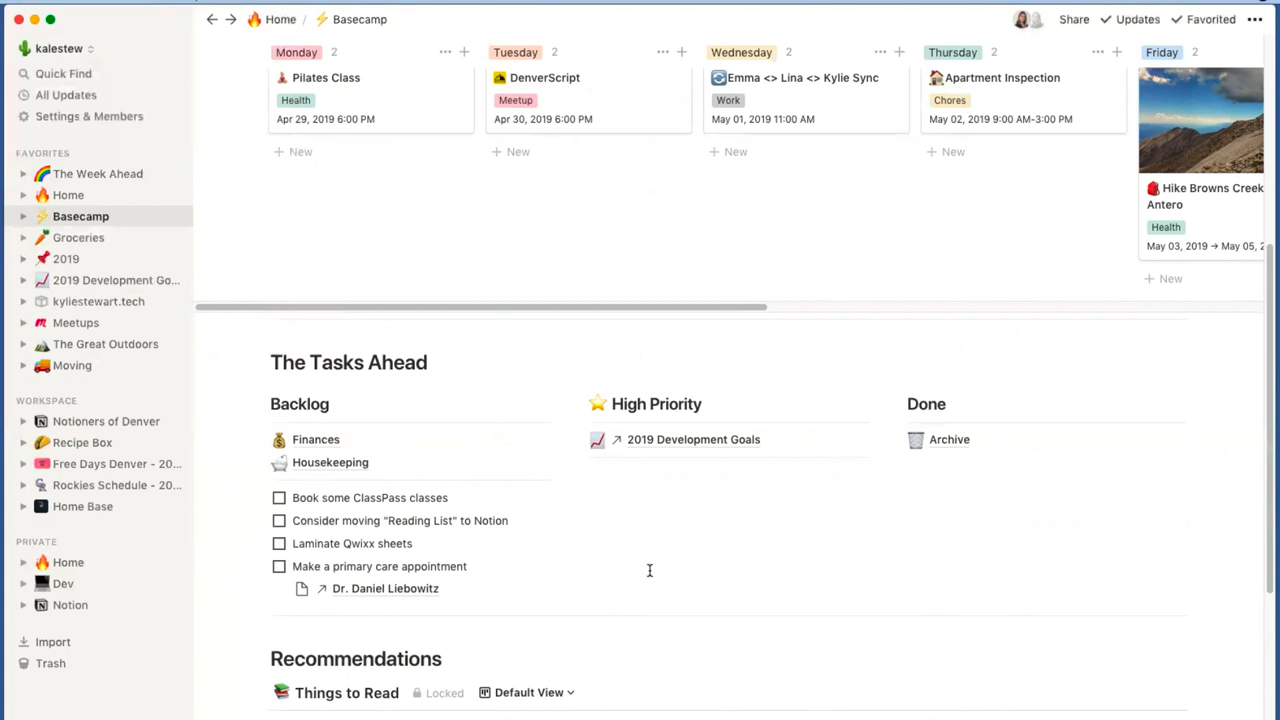 Home / Basecamp
Share Updates Favorited
kalestew
Quick Find
All Updates
Settings & Members
FAVORITES
The Week Ahead
Home
Basecamp
Groceries
2019
2019 Development Go...
kyliestewart.tech
Meetups
The Great Outdoors
Moving
WORKSPACE
Notioners of Denver
Recipe Box
Free Days Denver - 20...
Rockies Schedule - 20...
Home Base
PRIVATE
Home
Dev
Notion
Import
Trash
Monday 2
Pilates Class
Health
Apr 29, 2019 6:00 PM
+ New
Tuesday 2
DenverScript
Meetup
Apr 30, 2019 6:00 PM
+ New
Wednesday 2
Emma <> Lina <> Kylie Sync
Work
May 01, 2019 11:00 AM
+ New
Thursday 2
Apartment Inspection
Chores
May 02, 2019 9:00 AM-3:00 PM
+ New
Friday 2
Hike Browns Creek
Antero
Health
May 03, 2019 → May 05, 2
+ New
The Tasks Ahead
Backlog
Finances
Housekeeping
Book some ClassPass classes
Consider moving "Reading List" to Notion
Laminate Qwixx sheets
Make a primary care appointment
Dr. Daniel Liebowitz
High Priority
2019 Development Goals
Done
Archive
Recommendations
Things to Read Locked Default View